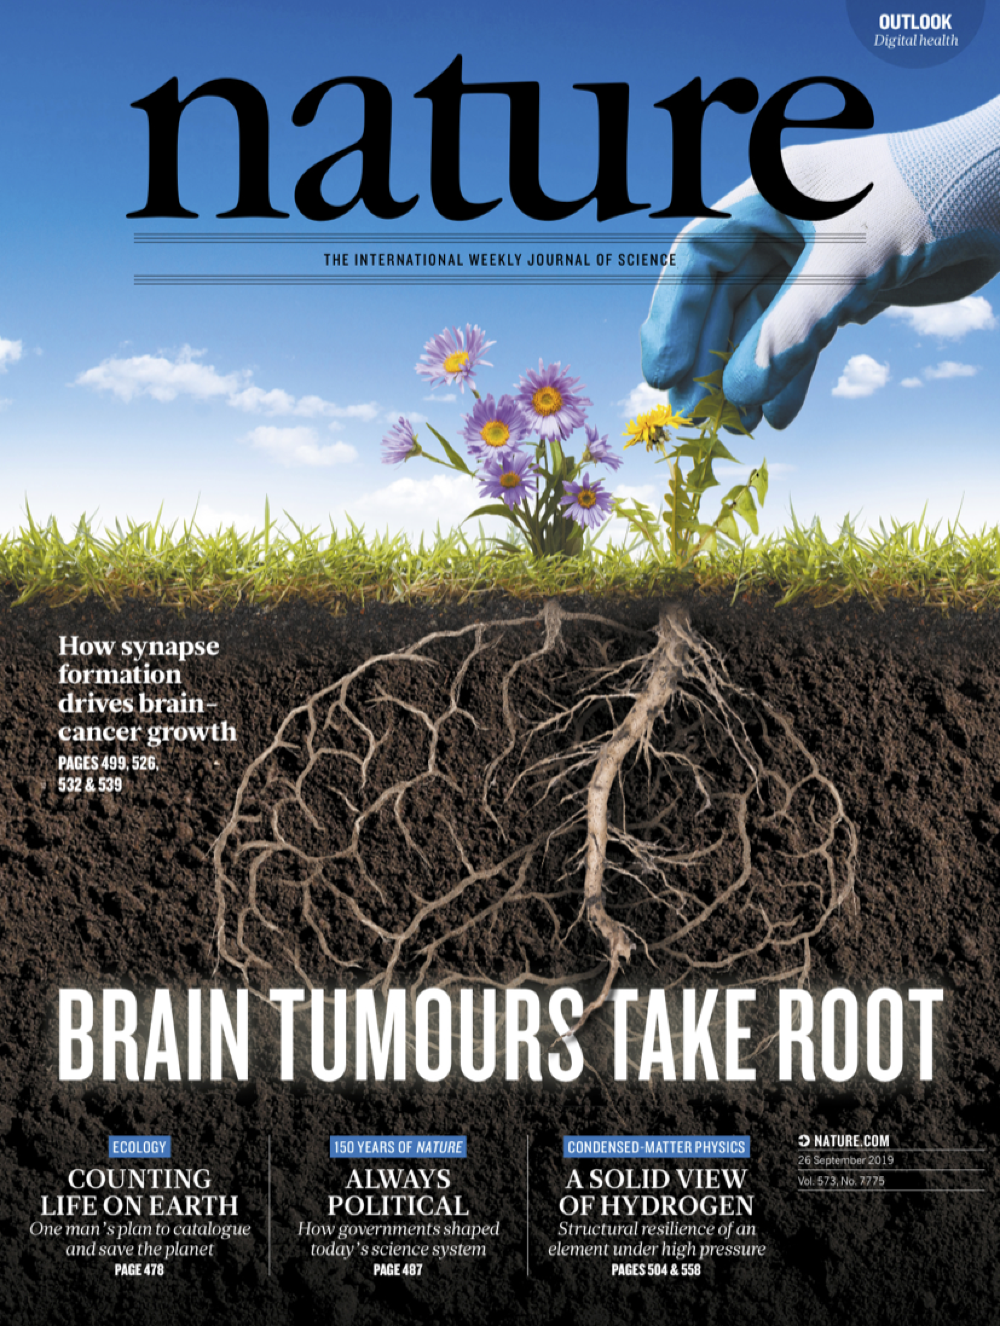 OUTLOOK
Digital health
nature
THE INTERNATIONAL WEEKLY JOURNAL OF SCIENCE
How synapse
formation
drives brain-
cancer growth
PAGES 499, 526,
532 & 539
BRAIN TUMOURS TAKE ROOT
ECOLOGY
COUNTING
LIFE ON EARTH
One man's plan to catalogue
and save the planet
PAGE 478
150 YEARS OF NATURE
ALWAYS
POLITICAL
How governments shaped
today's science system
PAGE 487
CONDENSED-MATTER PHYSICS
A SOLID VIEW
OF HYDROGEN
Structural resilience of an
element under high pressure
PAGES 504 & 558
NATURE.COM
26 September 2019
Vol. 573, No. 7775